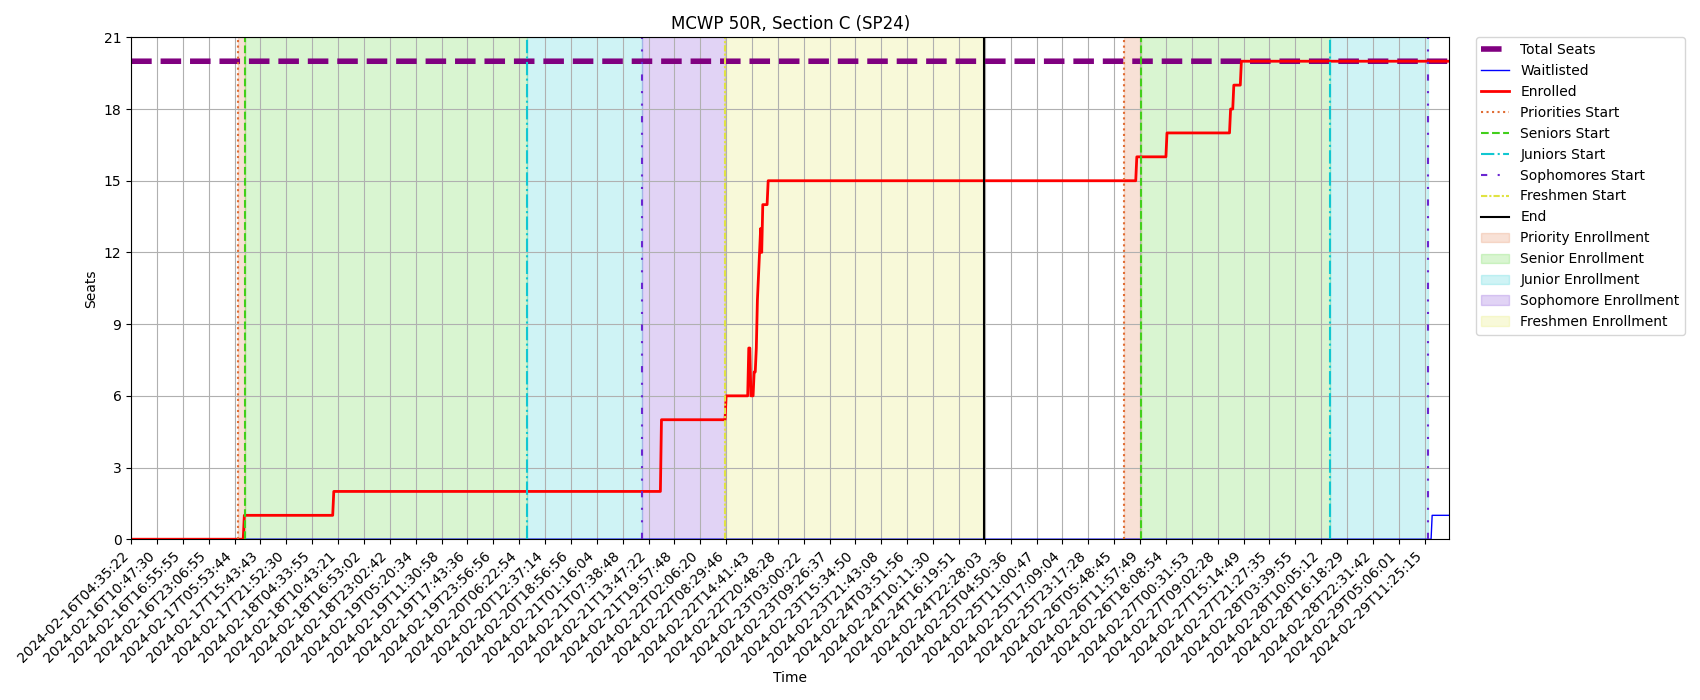 MCWP 50R, Section C (SP24)
21
18
15
12
9
6
3
0
Seats
2024-02-16T04:35:22
2024-02-16T10:47:30
2024-02-16T16:55:55
2024-02-16T23:06:55
2024-02-17T05:53:44
2024-02-17T15:43:43
2024-02-17T21:52:30
2024-02-18T04:33:55
2024-02-18T10:43:21
2024-02-18T16:53:02
2024-02-18T23:02:42
2024-02-19T05:20:34
2024-02-19T11:30:58
2024-02-19T17:43:36
2024-02-19T23:56:56
2024-02-20T06:22:54
2024-02-20T12:37:14
2024-02-20T18:56:56
2024-02-21T01:16:04
2024-02-21T07:38:48
2024-02-21T13:47:22
2024-02-21T19:57:48
2024-02-22T02:06:20
2024-02-22T08:29:46
2024-02-22T14:41:43
2024-02-22T20:48:28
2024-02-23T03:00:22
2024-02-23T09:26:37
2024-02-23T15:34:50
2024-02-23T21:43:08
2024-02-24T03:51:56
2024-02-24T10:11:30
2024-02-24T16:19:51
2024-02-24T22:28:03
2024-02-25T04:50:36
2024-02-25T11:00:47
2024-02-25T17:09:04
2024-02-25T23:17:28
2024-02-26T05:48:45
2024-02-26T11:57:49
2024-02-26T18:08:54
2024-02-27T00:31:53
2024-02-27T09:02:28
2024-02-27T15:14:49
2024-02-27T21:27:35
2024-02-28T03:39:55
2024-02-28T10:05:12
2024-02-28T16:18:29
2024-02-28T22:31:42
2024-02-29T05:06:01
2024-02-29T11:25:15
Time
Total Seats
Waitlisted
Enrolled
Priorities Start
Seniors Start
Juniors Start
Sophomores Start
Freshmen Start
End
Priority Enrollment
Senior Enrollment
Junior Enrollment
Sophomore Enrollment
Freshmen Enrollment